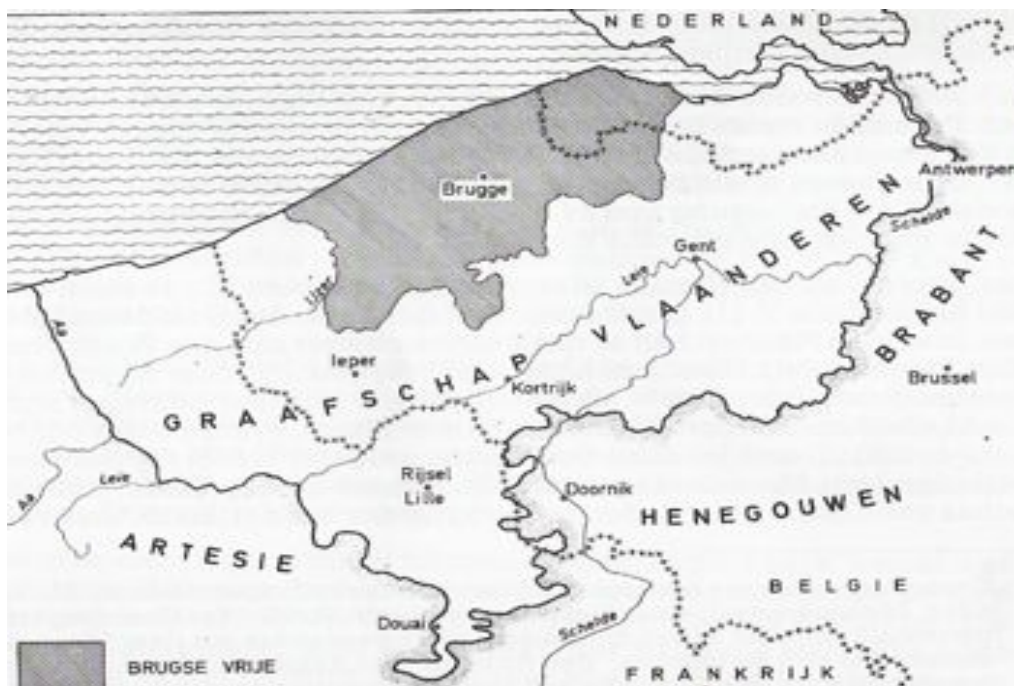 NEDERLAND
Antwerpen
Brugge
Schelde
Gent
Leie
IJzer
Aa
GRAAFSCHAP VLAANDEREN
BRABANT
Ieper
Kortrijk
Brussel
Rijsel
Lille
Leie
Aa
Doornik
HENEGOUWEN
ARTESIE
BELGIE
Douai
Schelde
FRANKRIJK
BRUGSE VRIJE